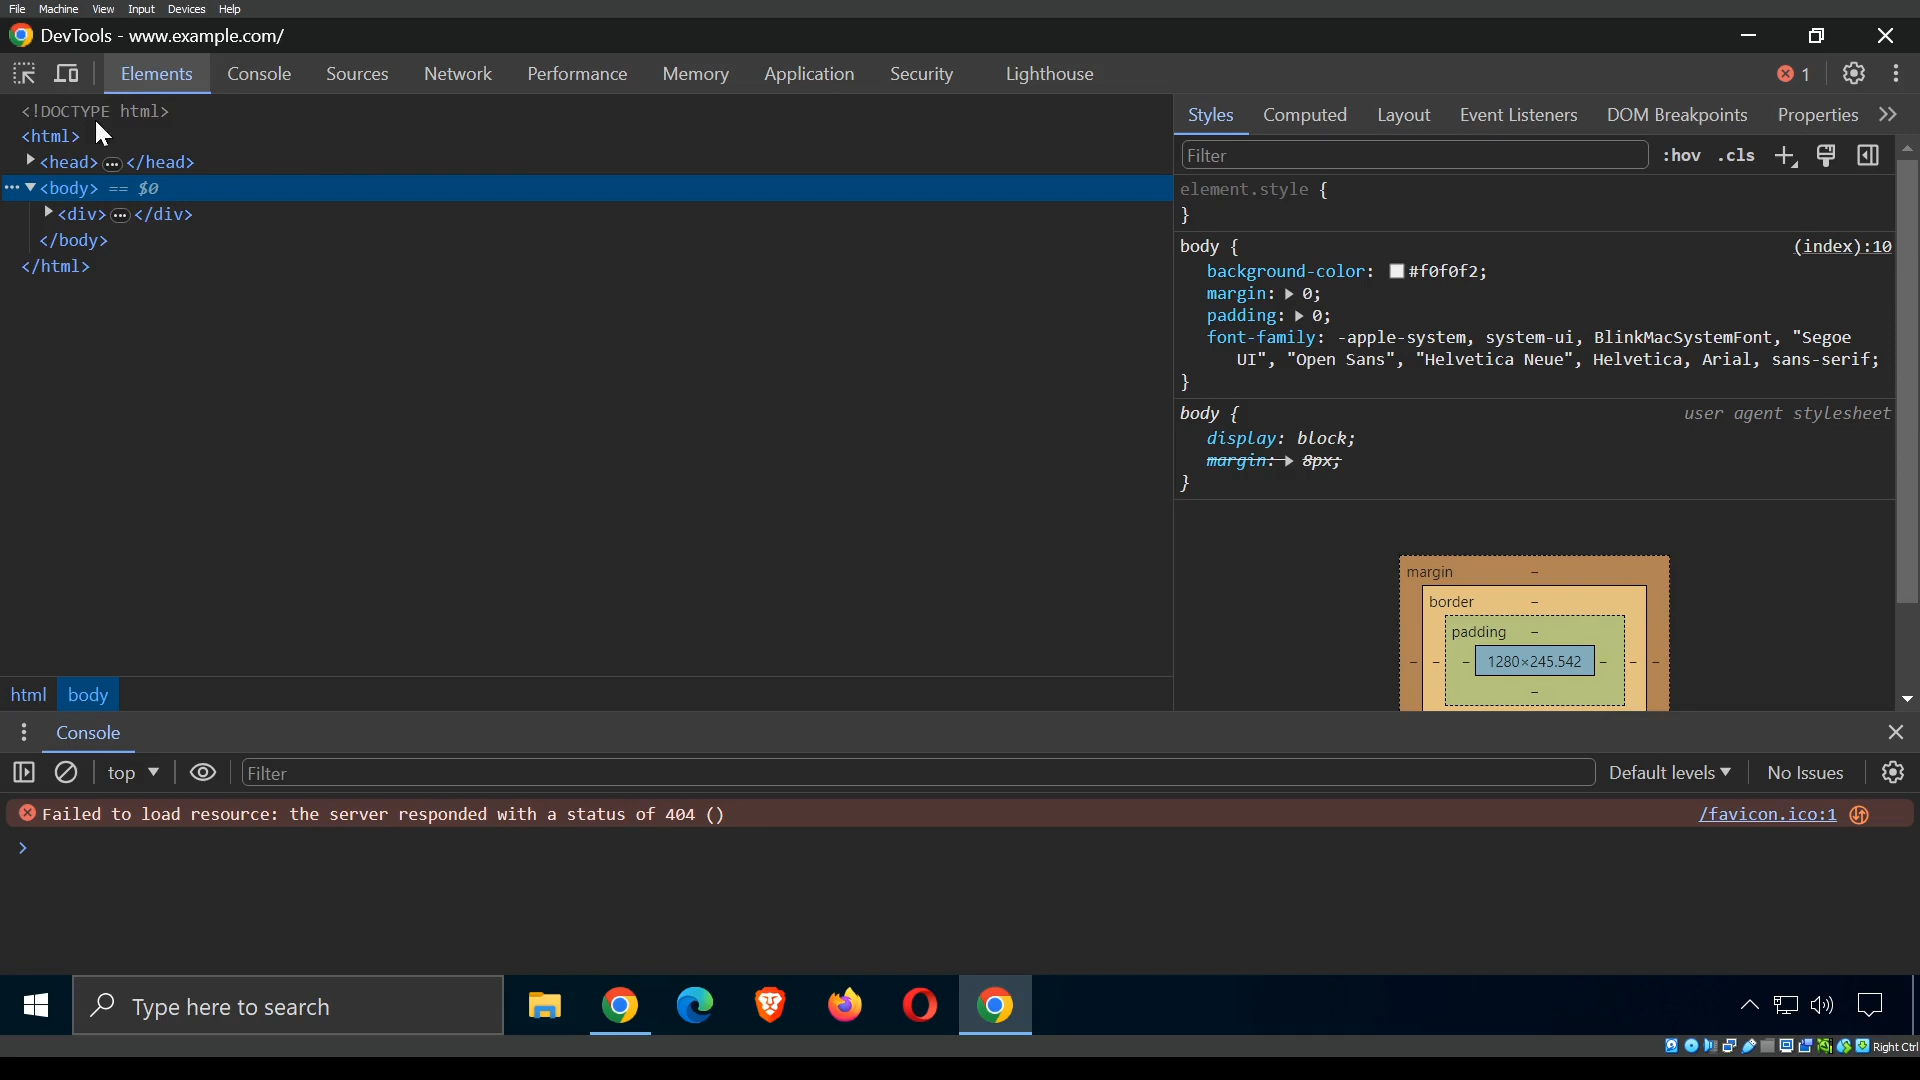 File Machine View Input Devices Help
DevTools - www.example.com/
Elements Console Sources Network Performance Memory Application Security Lighthouse 1
<!DOCTYPE html>
<html>
<head> … </head>
… <body> == $0
<div> … </div>
</body>
</html>
html body
Styles Computed Layout Event Listeners DOM Breakpoints Properties
Filter :hov .cls
element.style {
}
body { (index):10
background-color: #f0f0f2;
margin: 0;
padding: 0;
font-family: -apple-system, system-ui, BlinkMacSystemFont, "Segoe
UI", "Open Sans", "Helvetica Neue", Helvetica, Arial, sans-serif;
}
body { user agent stylesheet
display: block;
margin: 8px;
}
margin –
border –
padding –
– – – 1280×245.542 – – –
–
Console
top Filter Default levels No Issues
Failed to load resource: the server responded with a status of 404 () /favicon.ico:1
>
Type here to search
Right Ctrl